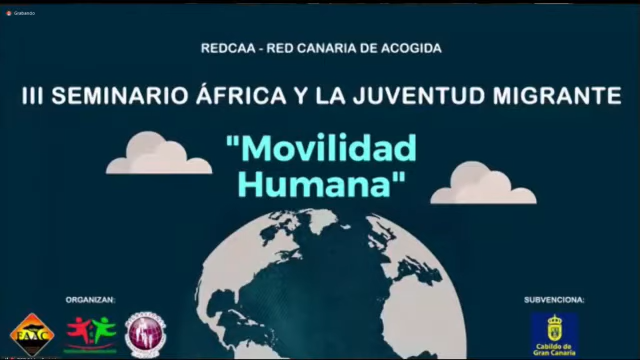 Grabando
REDCAA - RED CANARIA DE ACOGIDA
III SEMINARIO ÁFRICA Y LA JUVENTUD MIGRANTE
"Movilidad
Humana"
ORGANIZAN:
SUBVENCIONA:
FAAC
Cabildo de
Gran Canaria